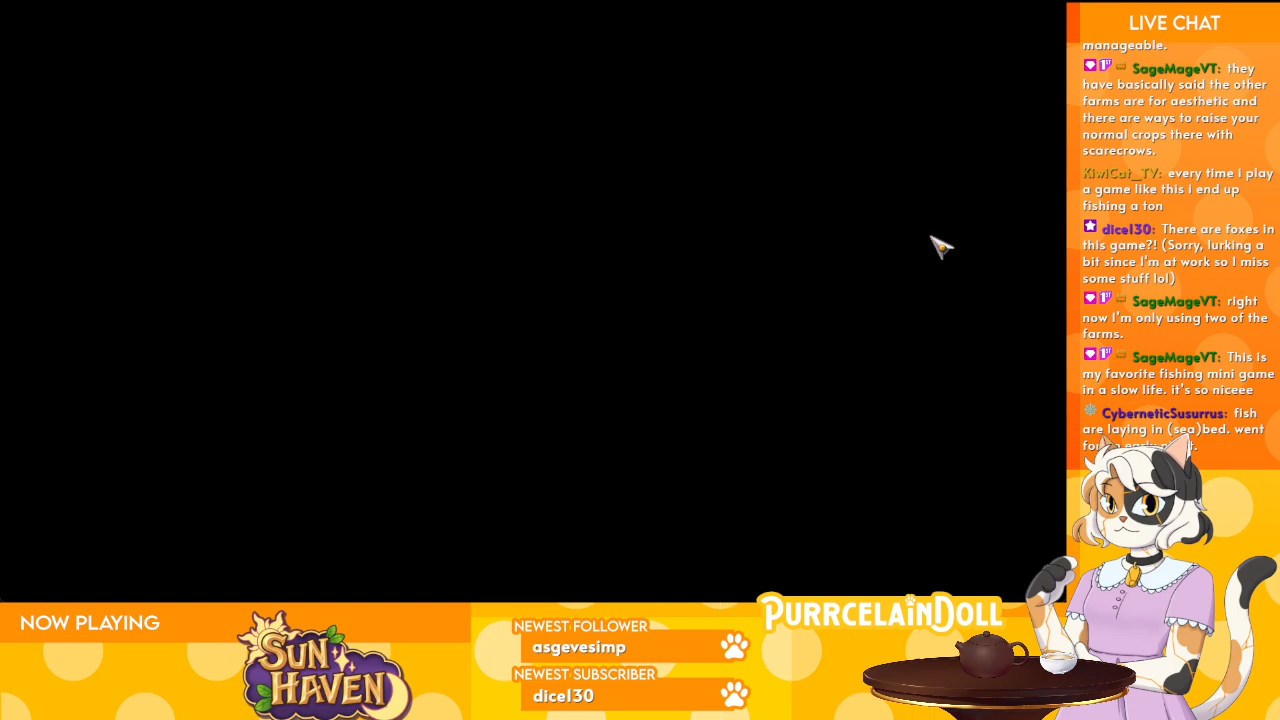 LIVE CHAT
manageable.
SageMageVT: they
have basically said the other
farms are for aesthetic and
there are ways to raise your
normal crops there with
scarecrows.
KiwiCat_TV: every time i play
a game like this i end up
fishing a ton
dice130: There are foxes in
this game?! (Sorry, lurking a
bit since I'm at work so I miss
some stuff lol)
SageMageVT: right
now I'm only using two of the
farms.
SageMageVT: This is
my favorite fishing mini game
in a slow life. it's so niceee
CyberneticSusurrus: fish
are laying in (sea)bed. went
NOW PLAYING
SUN
HAVEN
NEWEST FOLLOWER
asgevesimp
NEWEST SUBSCRIBER
dice130
PURRCELAINDOLL